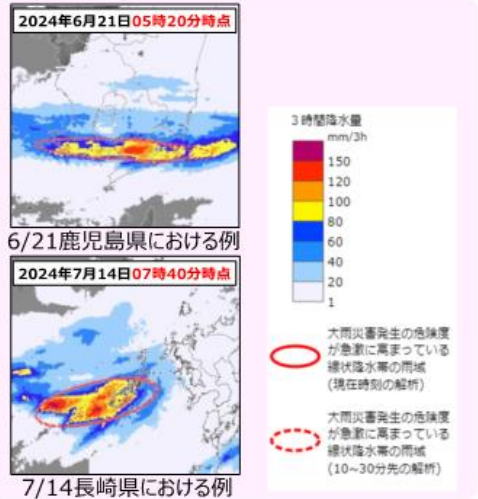 2024年6月21日05時20分時点
6/21鹿児島県における例
2024年7月14日07時40分時点
7/14長崎県における例
3時間降水量
mm/3h
150
120
100
80
60
40
20
1
大雨災害発生の危険度
が急激に高まっている
線状降水帯の雨域
(現在時刻の解析)
大雨災害発生の危険度
が急激に高まっている
線状降水帯の雨域
(10~30分先の解析)